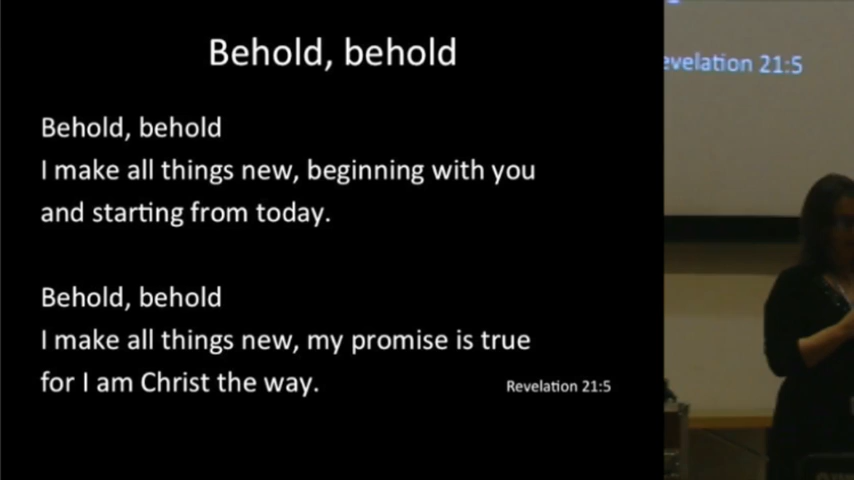 Behold, behold
Behold, behold
I make all things new, beginning with you
and starting from today.
Behold, behold
I make all things new, my promise is true
for I am Christ the way.
Revelation 21:5
evelation 21:5